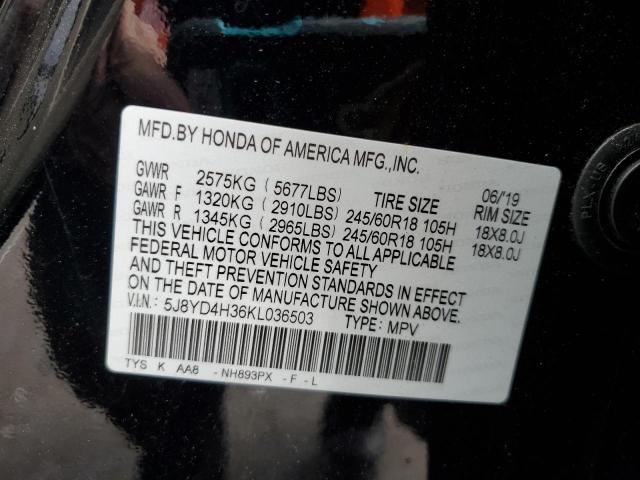 MFD.BY HONDA OF AMERICA MFG.,INC.
GVWR 2575KG (5677LBS) TIRE SIZE 06/19 RIM SIZE
GAWR F 1320KG (2910LBS) 245/60R18 105H 18X8.0J
GAWR R 1345KG (2965LBS) 245/60R18 105H 18X8.0J
THIS VEHICLE CONFORMS TO ALL APPLICABLE
FEDERAL MOTOR VEHICLE SAFETY
AND THEFT PREVENTION STANDARDS IN EFFECT
ON THE DATE OF MANUFACTURE SHOWN ABOVE.
V.I.N.: 5J8YD4H36KL036503 TYPE: MPV
TYS K AA8 -NH893PX -F -L